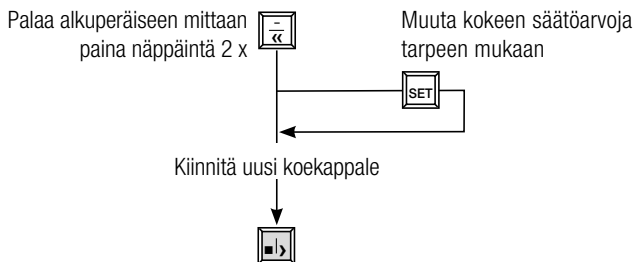 Palaa alkuperäiseen mittaan
paina näppäintä 2 x
- «
Muuta kokeen säätöarvoja
tarpeen mukaan
SET
Kiinnitä uusi koekappale